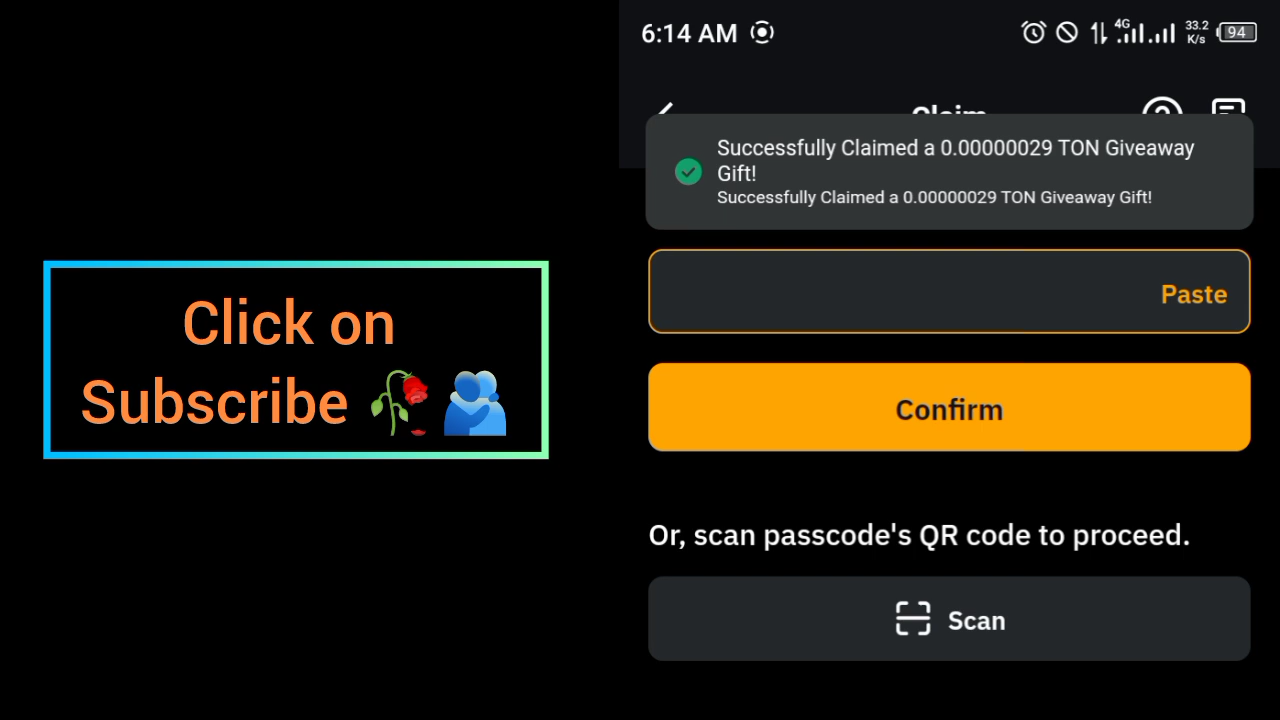 Click on
Subscribe
6:14 AM
4G
33.2
K/s
94
Claim
Successfully Claimed a 0.00000029 TON Giveaway
Gift!
Successfully Claimed a 0.00000029 TON Giveaway Gift!
Paste
Confirm
Or, scan passcode's QR code to proceed.
Scan